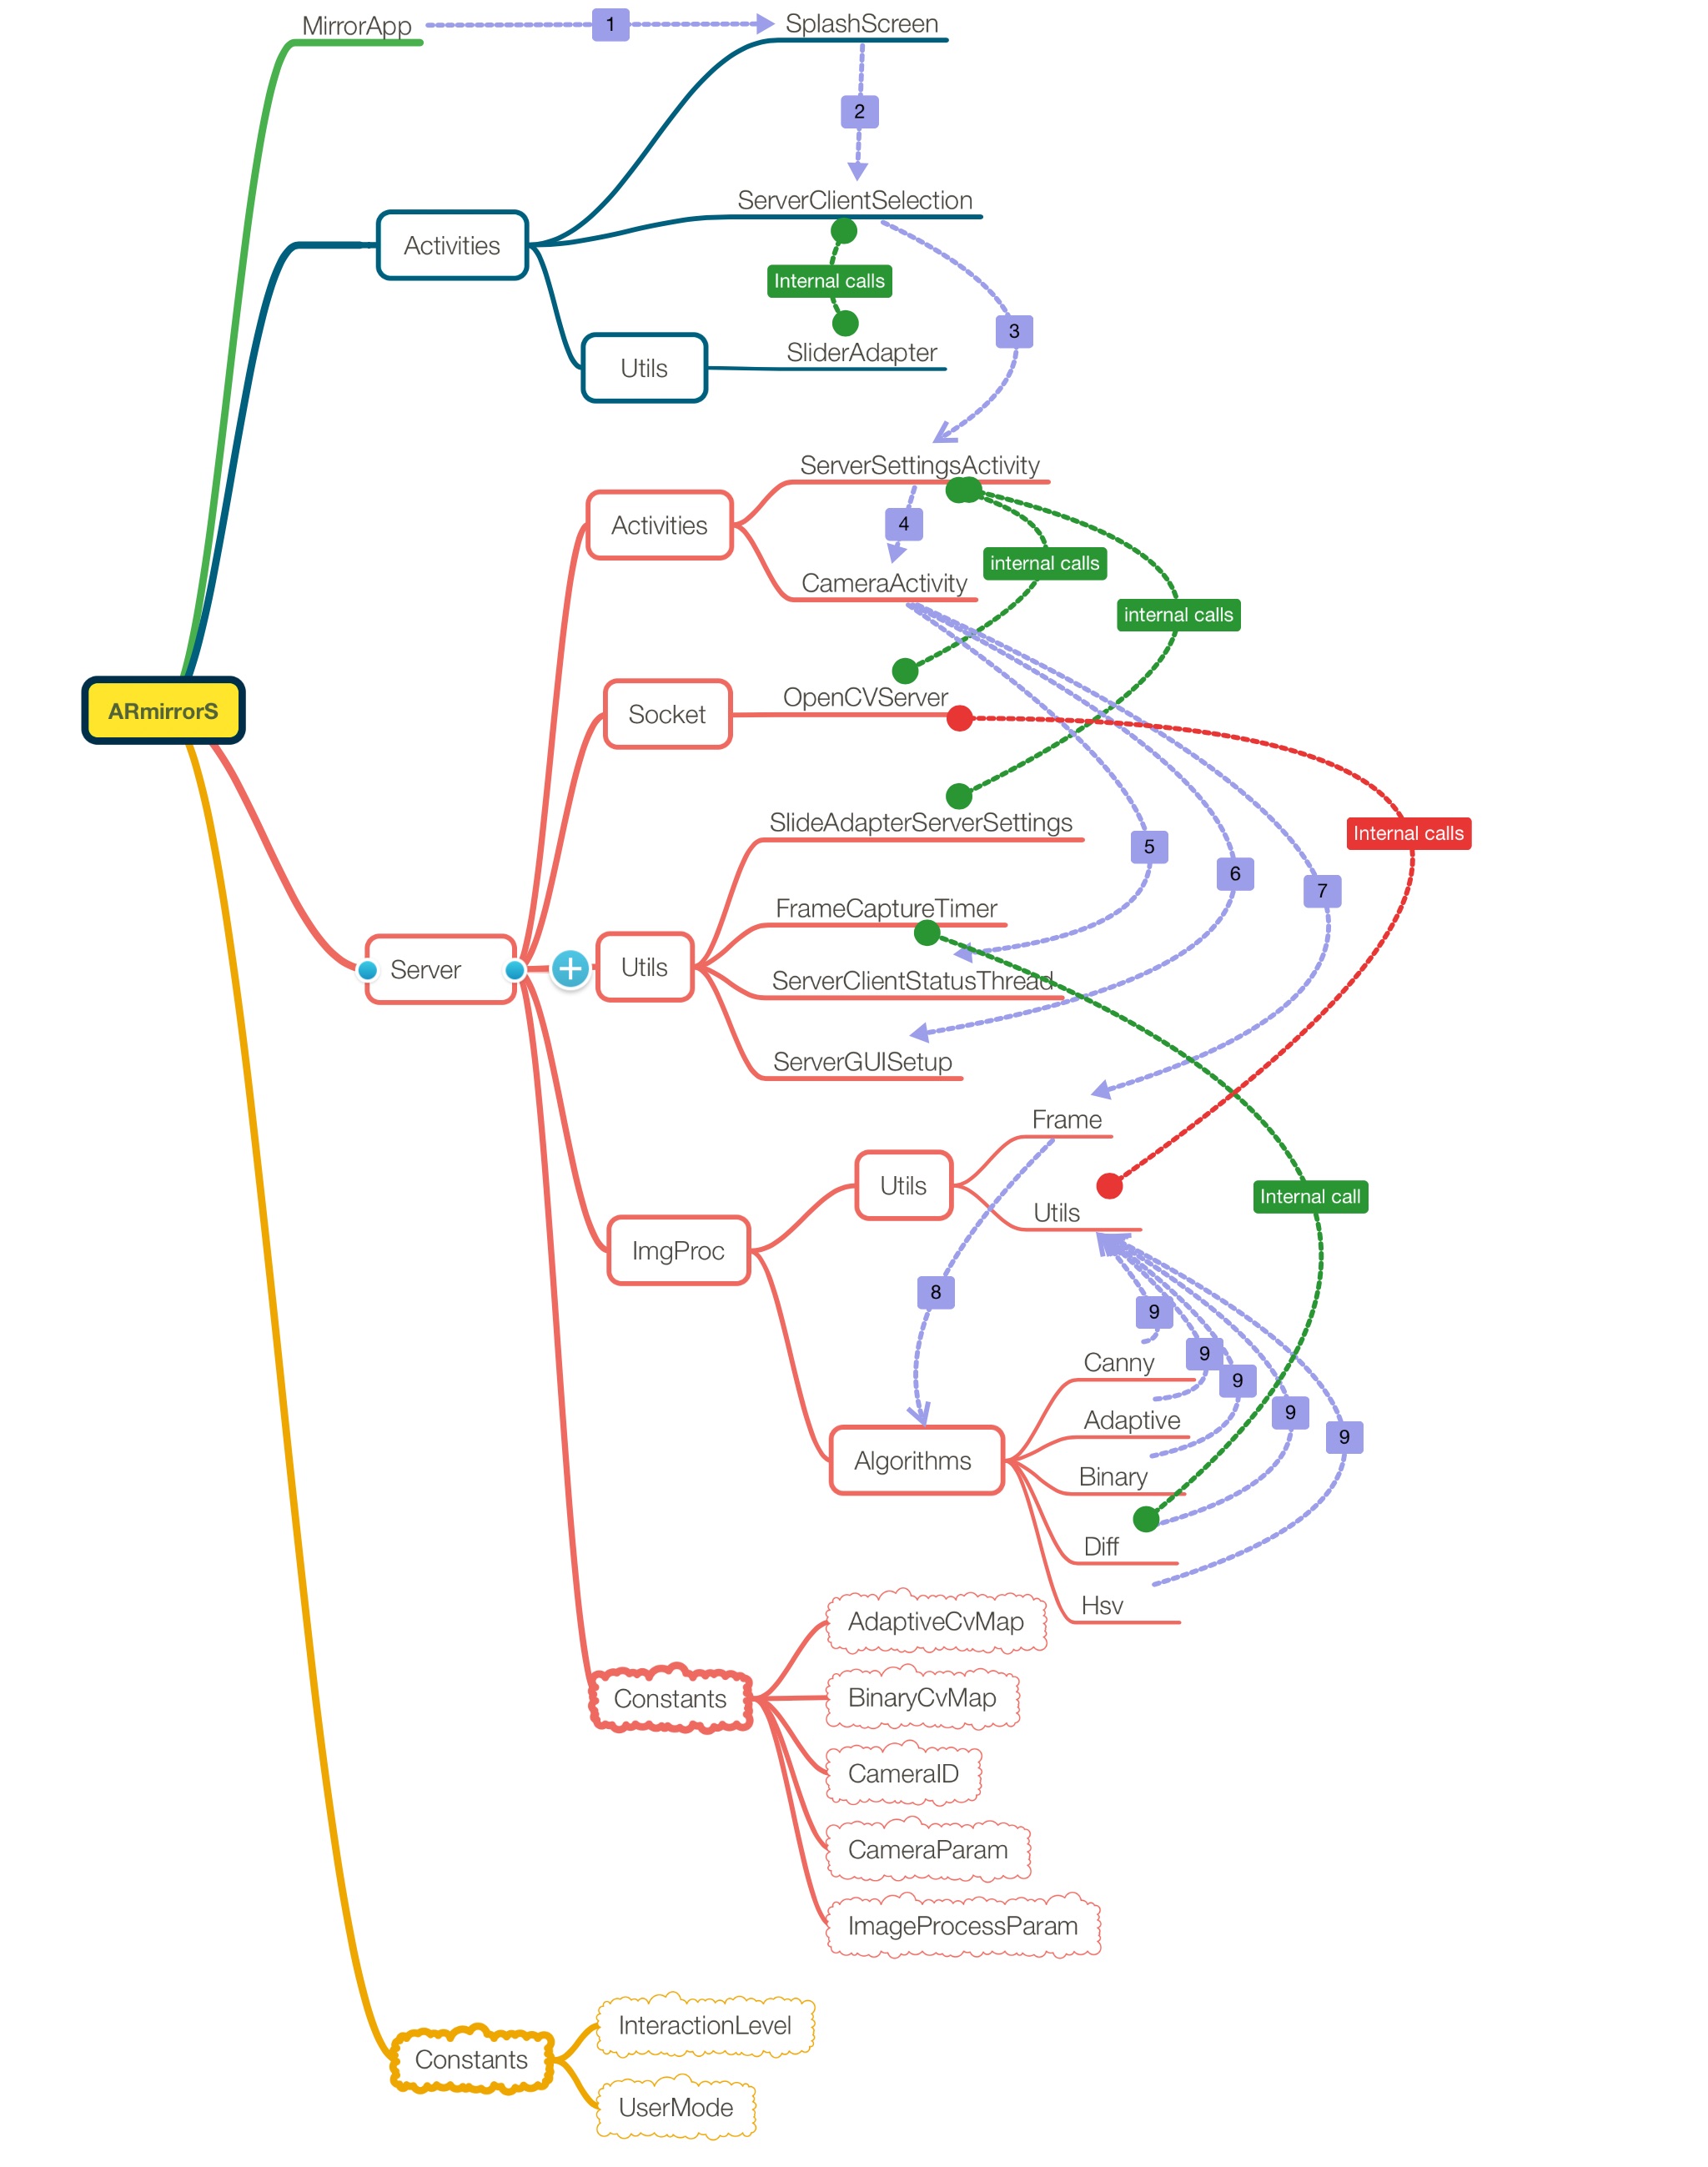 MirrorApp
1
SplashScreen
2
ServerClientSelection
Activities
Internal calls
3
SliderAdapter
Utils
ServerSettingsActivity
Activities
4
internal calls
CameraActivity
internal calls
OpenCVServer
Socket
ARmirrorS
SlideAdapterServerSettings
Internal calls
5
6
7
FrameCaptureTimer
Server
Utils
ServerClientStatusThread
ServerGUISetup
Frame
Utils
Internal call
Utils
ImgProc
8
9
Canny
9
9
Adaptive
9
9
Algorithms
Binary
Diff
Hsv
AdaptiveCvMap
Constants
BinaryCvMap
CameraID
CameraParam
ImageProcessParam
InteractionLevel
Constants
UserMode